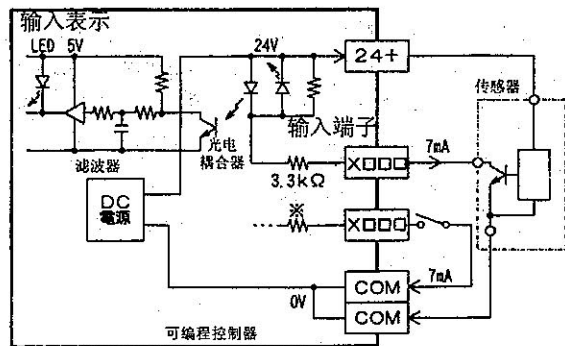 输入表示
LED
5V
24V
24+
传感器
光电
耦合器
输入端子
7mA
滤波器
3.3kΩ
X□□□
DC
電源
※
X□□□
7mA
COM
0V
COM
可编程控制器